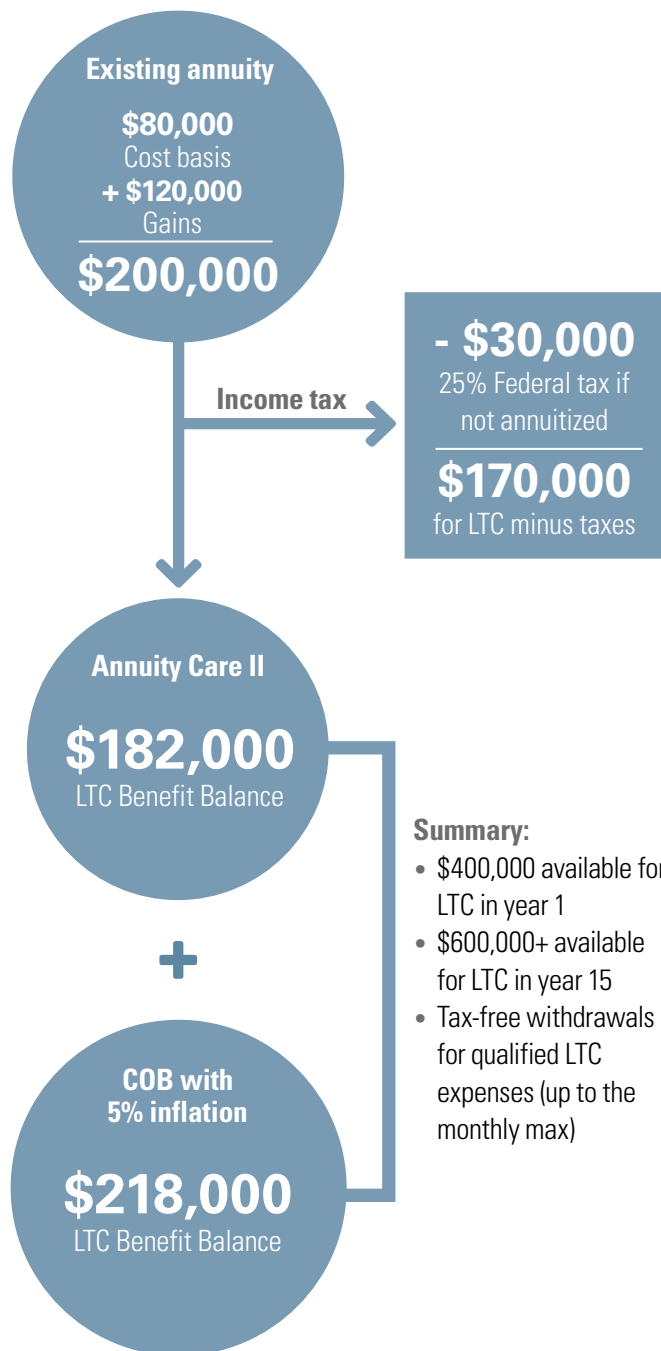 Existing annuity
$80,000
Cost basis
+ $120,000
Gains
$200,000
Income tax
- $30,000
25% Federal tax if
not annuitized
$170,000
for LTC minus taxes
Annuity Care II
$182,000
LTC Benefit Balance
+
COB with
5% inflation
$218,000
LTC Benefit Balance
Summary:
• $400,000 available for
LTC in year 1
• $600,000+ available
for LTC in year 15
• Tax-free withdrawals
for qualified LTC
expenses (up to the
monthly max)